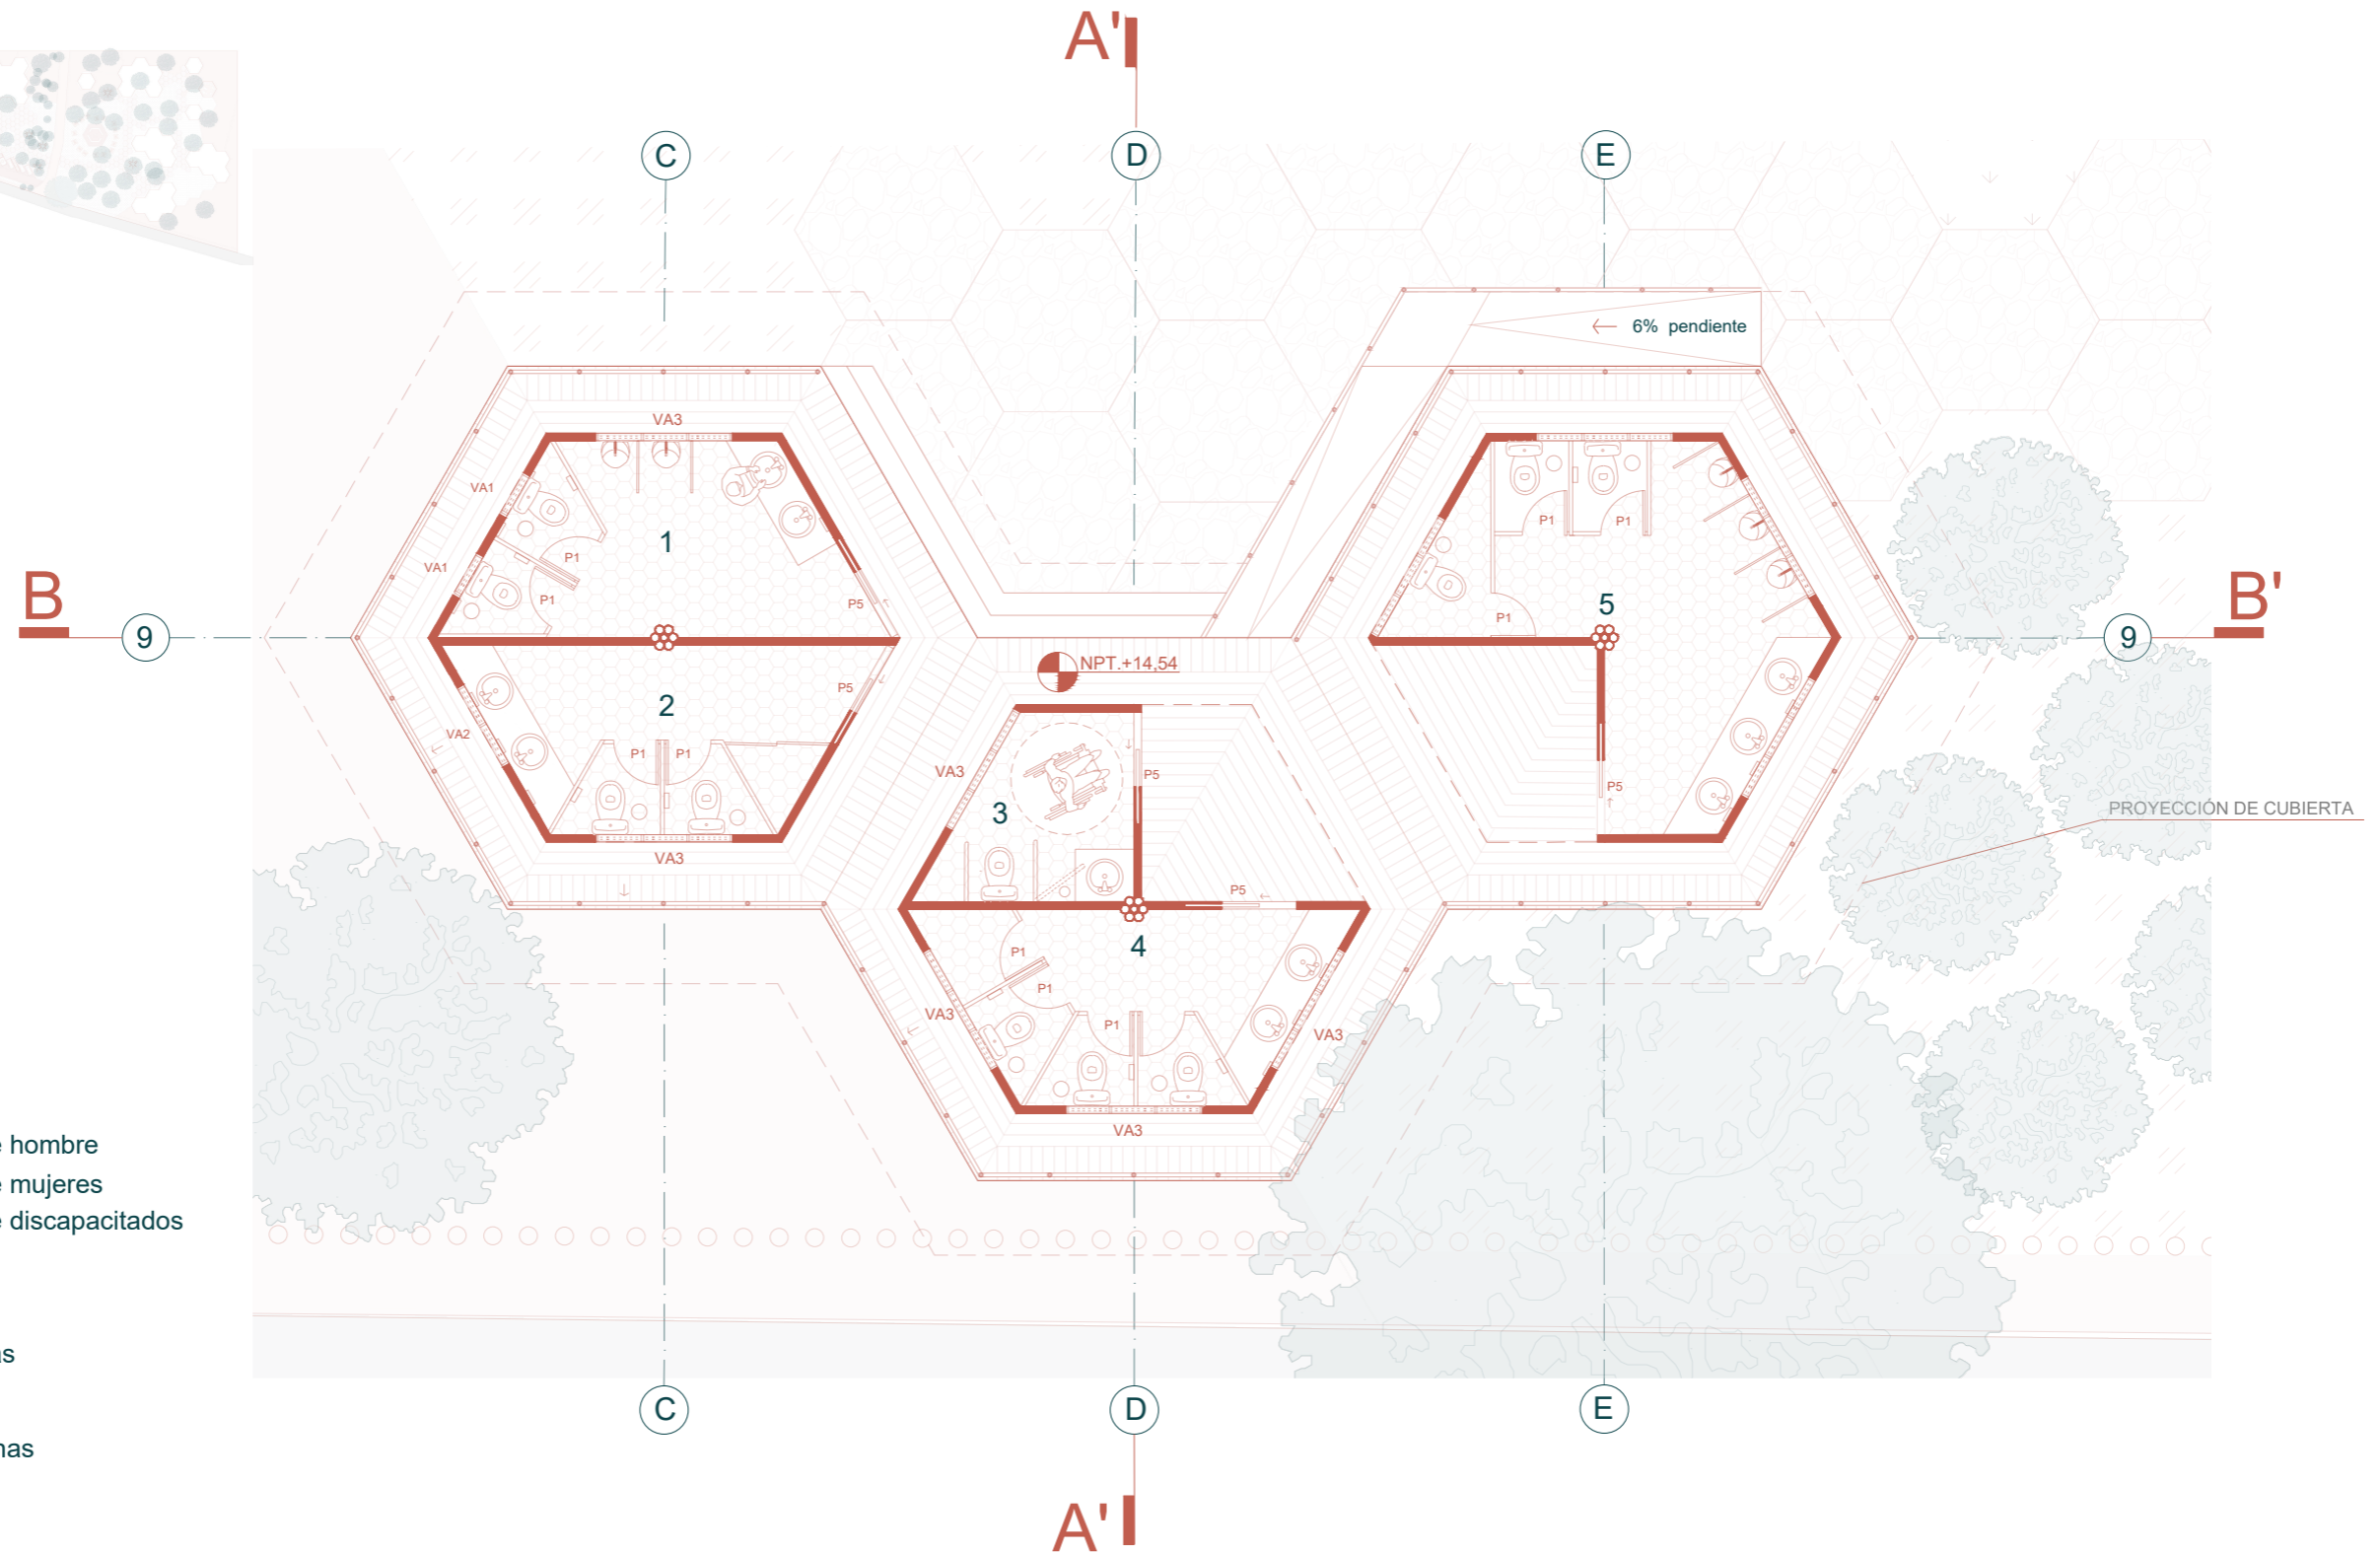 A'
C D E
6% pendiente
VA3
VA1
1
P1
VA1
P1
5
P1 P1
B
B'
9
P5
P1
9
NPT.+14,54
2
P5
VA2
P1 P1
VA3
P5
P5
3
PROYECCIÓN DE CUBIERTA
VA3
P5
4
P1
P1
VA3
P1
VA3
VA3
hombre
mujeres
discapacitados
C D E
A'